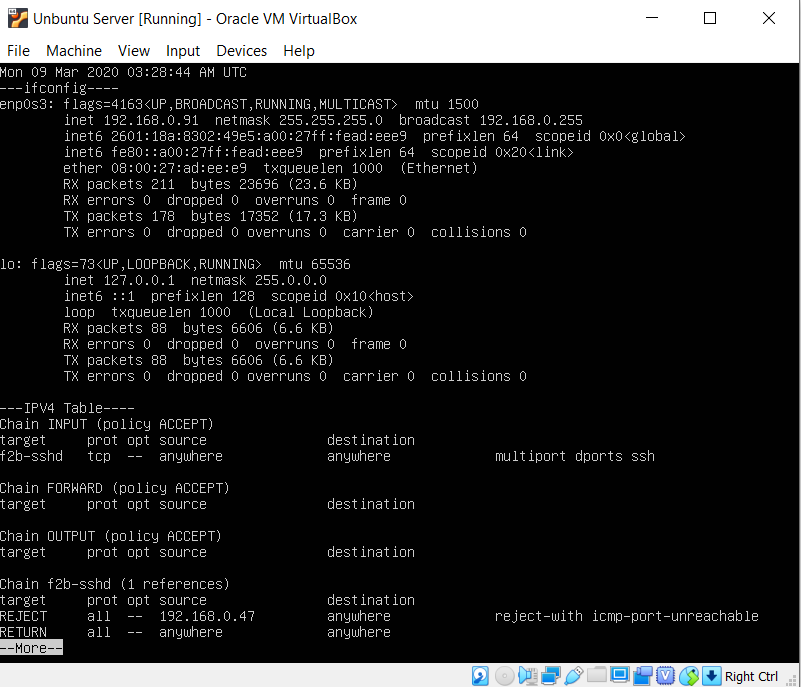 Unbuntu Server [Running] - Oracle VM VirtualBox
File Machine View Input Devices Help
Mon 09 Mar 2020 03:28:44 AM UTC
---ifconfig----
enp0s3: flags=4163<UP,BROADCAST,RUNNING,MULTICAST>  mtu 1500
        inet 192.168.0.91  netmask 255.255.255.0  broadcast 192.168.0.255
        inet6 2601:18a:8302:49e5:a00:27ff:fead:eee9  prefixlen 64  scopeid 0x0<global>
        inet6 fe80::a00:27ff:fead:eee9  prefixlen 64  scopeid 0x20<link>
        ether 08:00:27:ad:ee:e9  txqueuelen 1000  (Ethernet)
        RX packets 211  bytes 23696 (23.6 KB)
        RX errors 0  dropped 0  overruns 0  frame 0
        TX packets 178  bytes 17352 (17.3 KB)
        TX errors 0  dropped 0 overruns 0  carrier 0  collisions 0
lo: flags=73<UP,LOOPBACK,RUNNING>  mtu 65536
        inet 127.0.0.1  netmask 255.0.0.0
        inet6 ::1  prefixlen 128  scopeid 0x10<host>
        loop  txqueuelen 1000  (Local Loopback)
        RX packets 88  bytes 6606 (6.6 KB)
        RX errors 0  dropped 0  overruns 0  frame 0
        TX packets 88  bytes 6606 (6.6 KB)
        TX errors 0  dropped 0 overruns 0  carrier 0  collisions 0
---IPV4 Table----
Chain INPUT (policy ACCEPT)
target     prot opt source               destination
f2b-sshd   tcp  --  anywhere             anywhere             multiport dports ssh
Chain FORWARD (policy ACCEPT)
target     prot opt source               destination
Chain OUTPUT (policy ACCEPT)
target     prot opt source               destination
Chain f2b-sshd (1 references)
target     prot opt source               destination
REJECT     all  --  192.168.0.47         anywhere             reject-with icmp-port-unreachable
RETURN     all  --  anywhere             anywhere
--More--
Right Ctrl